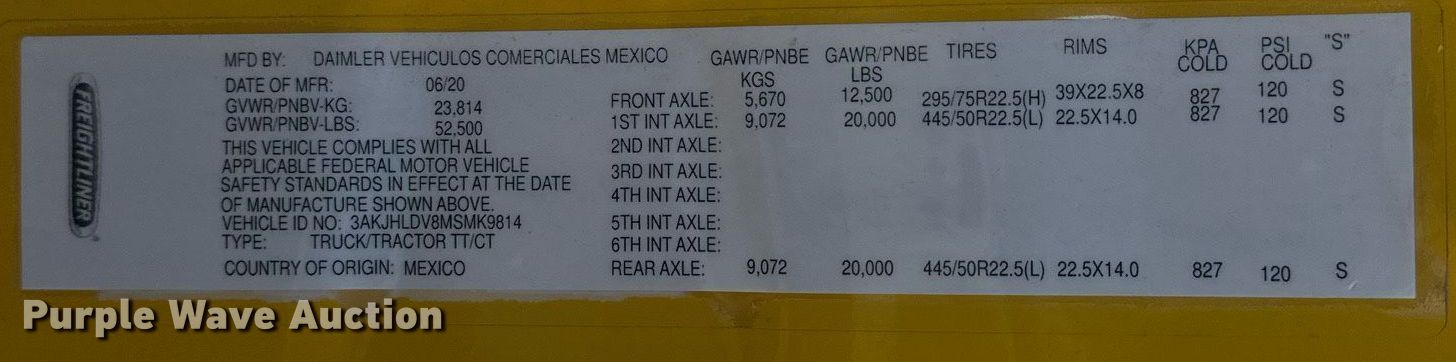 FREIGHTLINER
MFD BY: DAIMLER VEHICULOS COMERCIALES MEXICO
DATE OF MFR: 06/20
GVWR/PNBV-KG: 23,814
GVWR/PNBV-LBS: 52,500
THIS VEHICLE COMPLIES WITH ALL
APPLICABLE FEDERAL MOTOR VEHICLE
SAFETY STANDARDS IN EFFECT AT THE DATE
OF MANUFACTURE SHOWN ABOVE.
VEHICLE ID NO: 3AKJHLDV8MSMK9814
TYPE: TRUCK/TRACTOR TT/CT
COUNTRY OF ORIGIN: MEXICO
GAWR/PNBE GAWR/PNBE TIRES RIMS KPA PSI "S"
KGS LBS COLD COLD
FRONT AXLE: 5,670 12,500 295/75R22.5(H) 39X22.5X8 827 120 S
1ST INT AXLE: 9,072 20,000 445/50R22.5(L) 22.5X14.0 827 120 S
2ND INT AXLE:
3RD INT AXLE:
4TH INT AXLE:
5TH INT AXLE:
6TH INT AXLE:
REAR AXLE: 9,072 20,000 445/50R22.5(L) 22.5X14.0 827 120 S
Purple Wave Auction